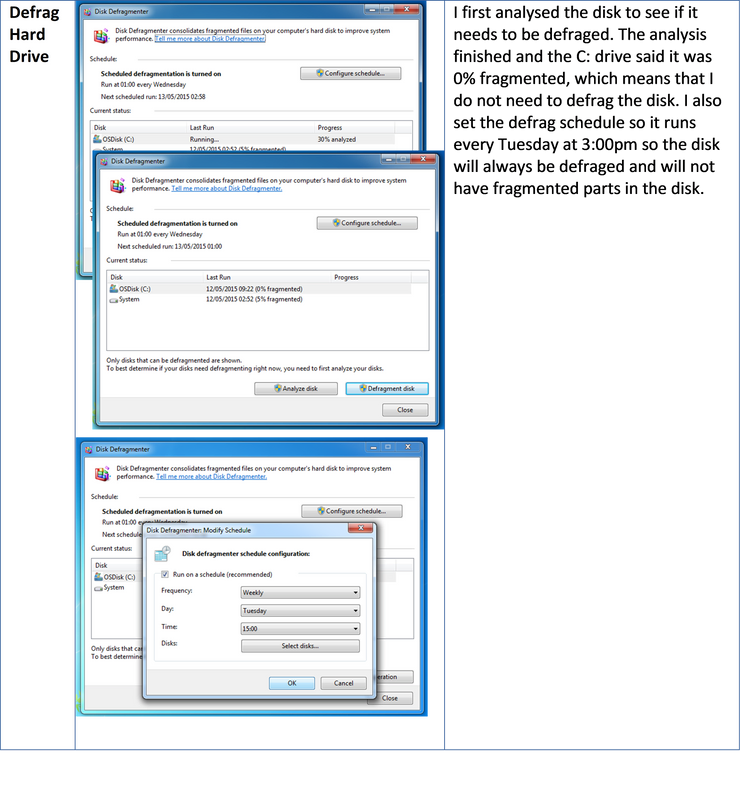 Defrag
Hard
Drive
Disk Defragmenter
Disk Defragmenter consolidates fragmented files on your computer's hard disk to improve system
performance. Tell me more about Disk Defragmenter.
Schedule:
Scheduled defragmentation is turned on
Configure schedule...
Run at 01:00 every Wednesday
Next scheduled run: 13/05/2015 02:58
Current status:
Disk Last Run Progress
OSDisk (C:) Running... 30% analyzed
System 12/05/2015 02:52 (5% fragmented)
Disk Defragmenter
Disk Defragmenter consolidates fragmented files on your computer's hard disk to improve system
performance. Tell me more about Disk Defragmenter.
Schedule:
Scheduled defragmentation is turned on
Configure schedule...
Run at 01:00 every Wednesday
Next scheduled run: 13/05/2015 01:00
Current status:
Disk Last Run Progress
OSDisk (C:) 12/05/2015 09:22 (0% fragmented)
System 12/05/2015 02:52 (5% fragmented)
Only disks that can be defragmented are shown.
To best determine if your disks need defragmenting right now, you need to first analyze your disks.
Analyze disk Defragment disk
Close
Disk Defragmenter
Disk Defragmenter consolidates fragmented files on your computer's hard disk to improve system
performance. Tell me more about Disk Defragmenter.
Schedule:
Scheduled defragmentation is turned on
Configure schedule...
Run at 01:00 every Wednesday
Next schedule
Current status:
Disk
OSDisk (C:)
System
Only disks that ca
To best determine
eration
Close
Disk Defragmenter: Modify Schedule
Disk defragmenter schedule configuration:
Run on a schedule (recommended)
Frequency: Weekly
Day: Tuesday
Time: 15:00
Disks: Select disks...
OK Cancel
I first analysed the disk to see if it
needs to be defraged. The analysis
finished and the C: drive said it was
0% fragmented, which means that I
do not need to defrag the disk. I also
set the defrag schedule so it runs
every Tuesday at 3:00pm so the disk
will always be defraged and will not
have fragmented parts in the disk.